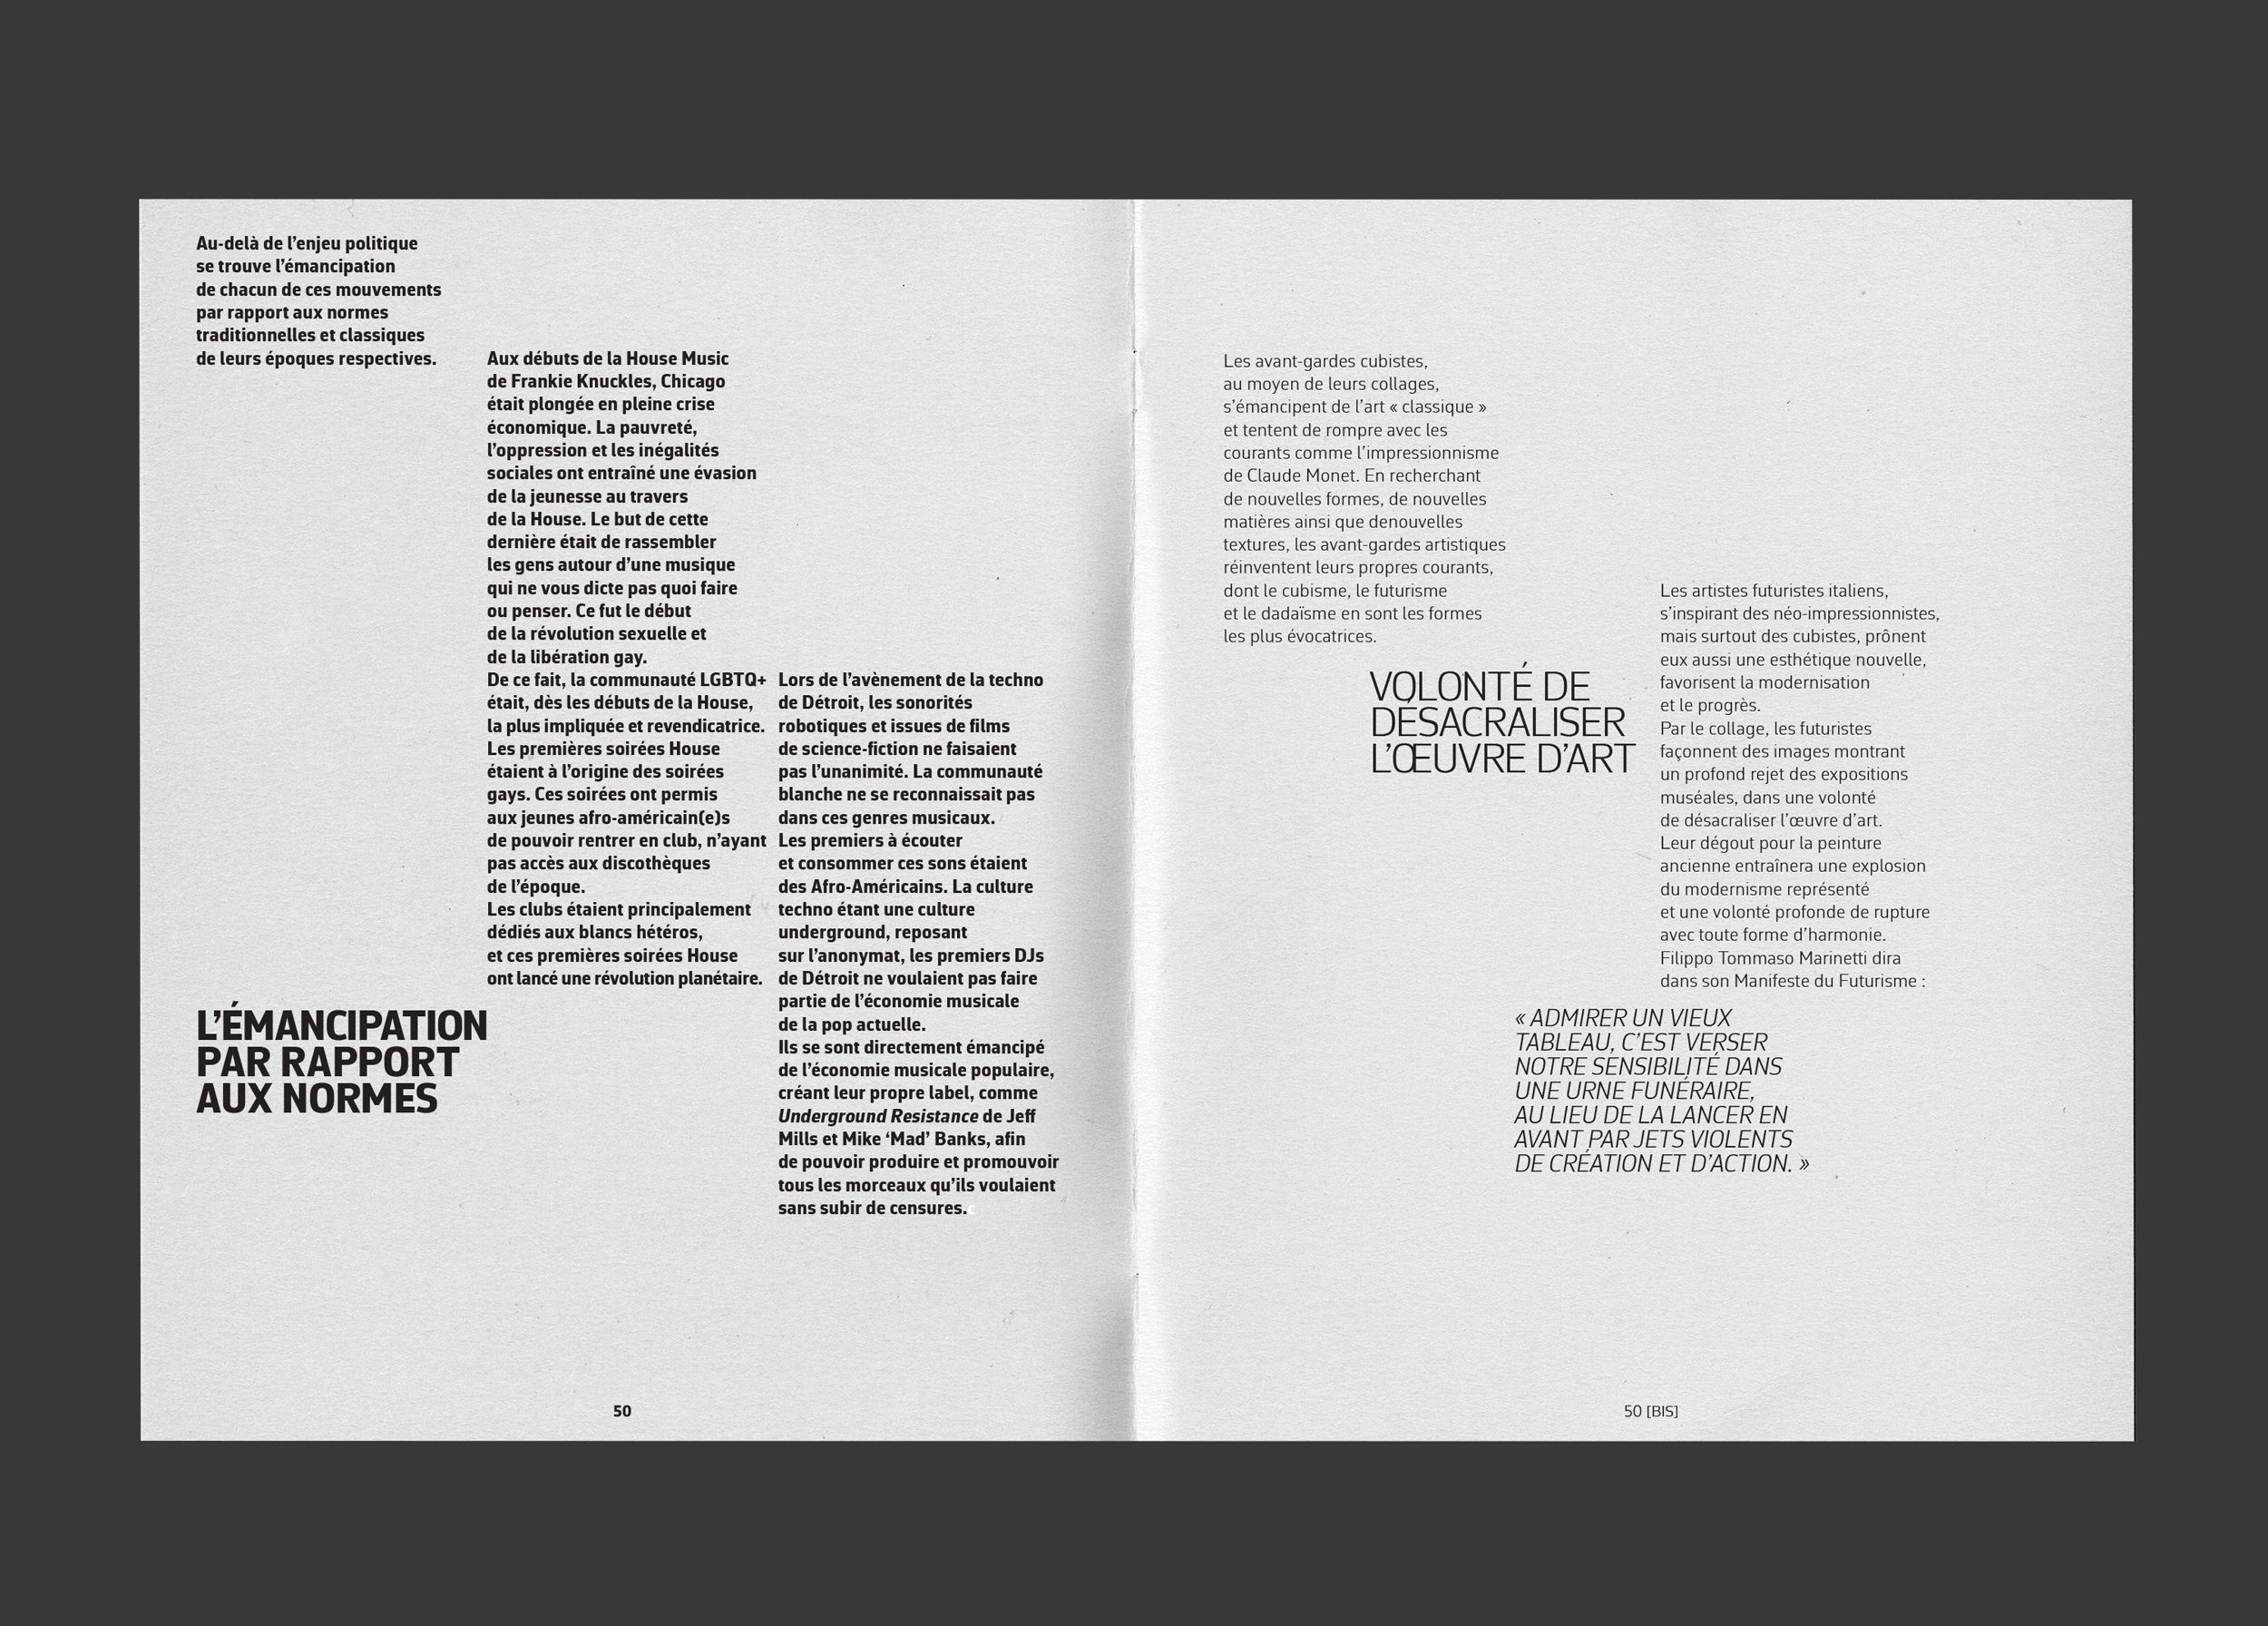 Au-delà de l’enjeu politique
se trouve l’émancipation
de chacun de ces mouvements
par rapport aux normes
traditionnelles et classiques
de leurs époques respectives.
Aux débuts de la House Music
de Frankie Knuckles, Chicago
était plongée en pleine crise
économique. La pauvreté,
l’oppression et les inégalités
sociales ont entraîné une évasion
de la jeunesse au travers
de la House. Le but de cette
dernière était de rassembler
les gens autour d’une musique
qui ne vous dicte pas quoi faire
ou penser. Ce fut le début
de la révolution sexuelle et
de la libération gay.
De ce fait, la communauté LGBTQ+
était, dès les débuts de la House,
la plus impliquée et revendicatrice.
Les premières soirées House
étaient à l’origine des soirées
gays. Ces soirées ont permis
aux jeunes afro-américain(e)s
de pouvoir rentrer en club, n’ayant
pas accès aux discothèques
de l’époque.
Les clubs étaient principalement
dédiés aux blancs hétéros,
et ces premières soirées House
ont lancé une révolution planétaire.
L’ÉMANCIPATION
PAR RAPPORT
AUX NORMES
Lors de l’avènement de la techno
de Détroit, les sonorités
robotiques et issues de films
de science-fiction ne faisaient
pas l’unanimité. La communauté
blanche ne se reconnaissait pas
dans ces genres musicaux.
Les premiers à écouter
et consommer ces sons étaient
des Afro-Américains. La culture
techno étant une culture
underground, reposant
sur l’anonymat, les premiers DJs
de Détroit ne voulaient pas faire
partie de l’économie musicale
de la pop actuelle.
Ils se sont directement émancipé
de l’économie musicale populaire,
créant leur propre label, comme
Underground Resistance de Jeff
Mills et Mike ‘Mad’ Banks, afin
de pouvoir produire et promouvoir
tous les morceaux qu’ils voulaient
sans subir de censures.c
50
Les avant-gardes cubistes,
au moyen de leurs collages,
s’émancipent de l’art « classique »
et tentent de rompre avec les
courants comme l’impressionnisme
de Claude Monet. En recherchant
de nouvelles formes, de nouvelles
matières ainsi que denouvelles
textures, les avant-gardes artistiques
réinventent leurs propres courants,
dont le cubisme, le futurisme
et le dadaïsme en sont les formes
les plus évocatrices.
VOLONTÉ DE
DÉSACRALISER
L’ŒUVRE D’ART
Les artistes futuristes italiens,
s’inspirant des néo-impressionnistes,
mais surtout des cubistes, prônent
eux aussi une esthétique nouvelle,
favorisent la modernisation
et le progrès.
Par le collage, les futuristes
façonnent des images montrant
un profond rejet des expositions
muséales, dans une volonté
de désacraliser l’œuvre d’art.
Leur dégout pour la peinture
ancienne entraînera une explosion
du modernisme représenté
et une volonté profonde de rupture
avec toute forme d’harmonie.
Filippo Tommaso Marinetti dira
dans son Manifeste du Futurisme :
« ADMIRER UN VIEUX
TABLEAU, C’EST VERSER
NOTRE SENSIBILITÉ DANS
UNE URNE FUNÉRAIRE,
AU LIEU DE LA LANCER EN
AVANT PAR JETS VIOLENTS
DE CRÉATION ET D’ACTION. »
50 [BIS]